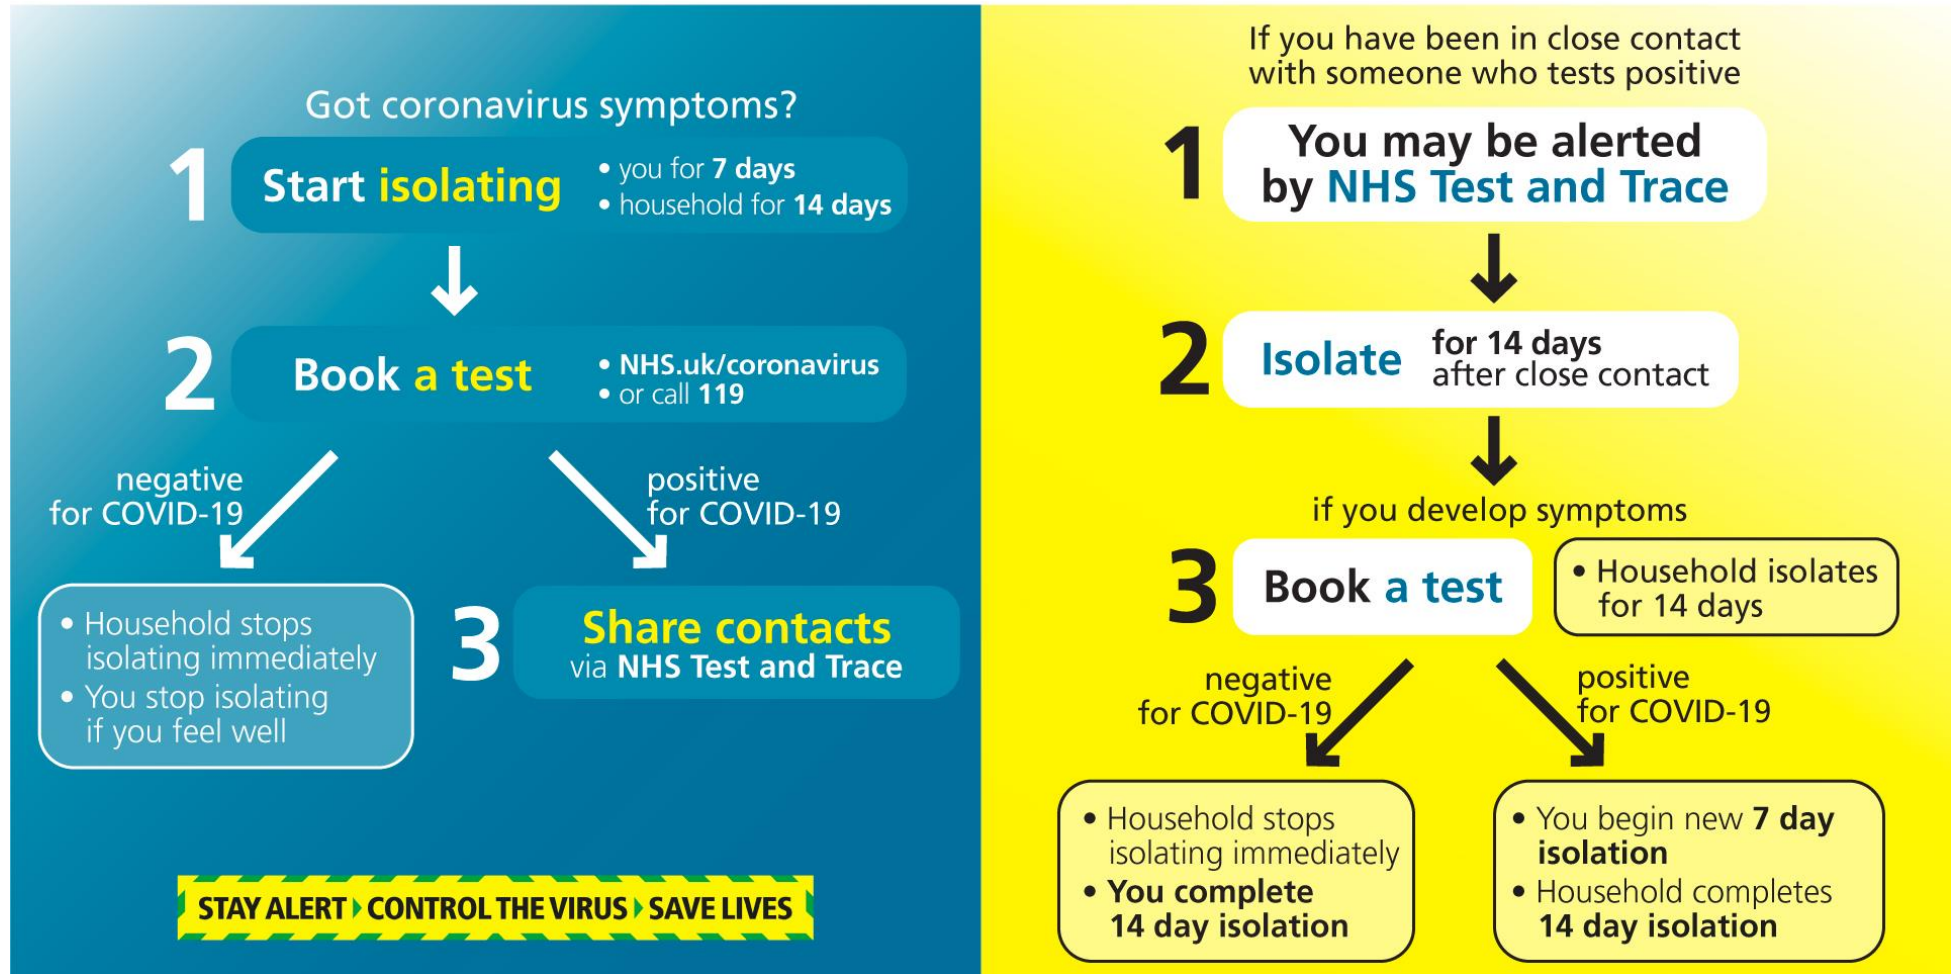 Got coronavirus symptoms?
1
Start isolating
• you for 7 days
• household for 14 days
2
Book a test
• NHS.uk/coronavirus
• or call 119
negative
for COVID-19
positive
for COVID-19
• Household stops
isolating immediately
• You stop isolating
if you feel well
3
Share contacts
via NHS Test and Trace
STAY ALERT CONTROL THE VIRUS SAVE LIVES
If you have been in close contact
with someone who tests positive
1
You may be alerted
by NHS Test and Trace
2
Isolate
for 14 days
after close contact
if you develop symptoms
3
Book a test
• Household isolates
for 14 days
negative
for COVID-19
positive
for COVID-19
• Household stops
isolating immediately
• You complete
14 day isolation
• You begin new 7 day
isolation
• Household completes
14 day isolation